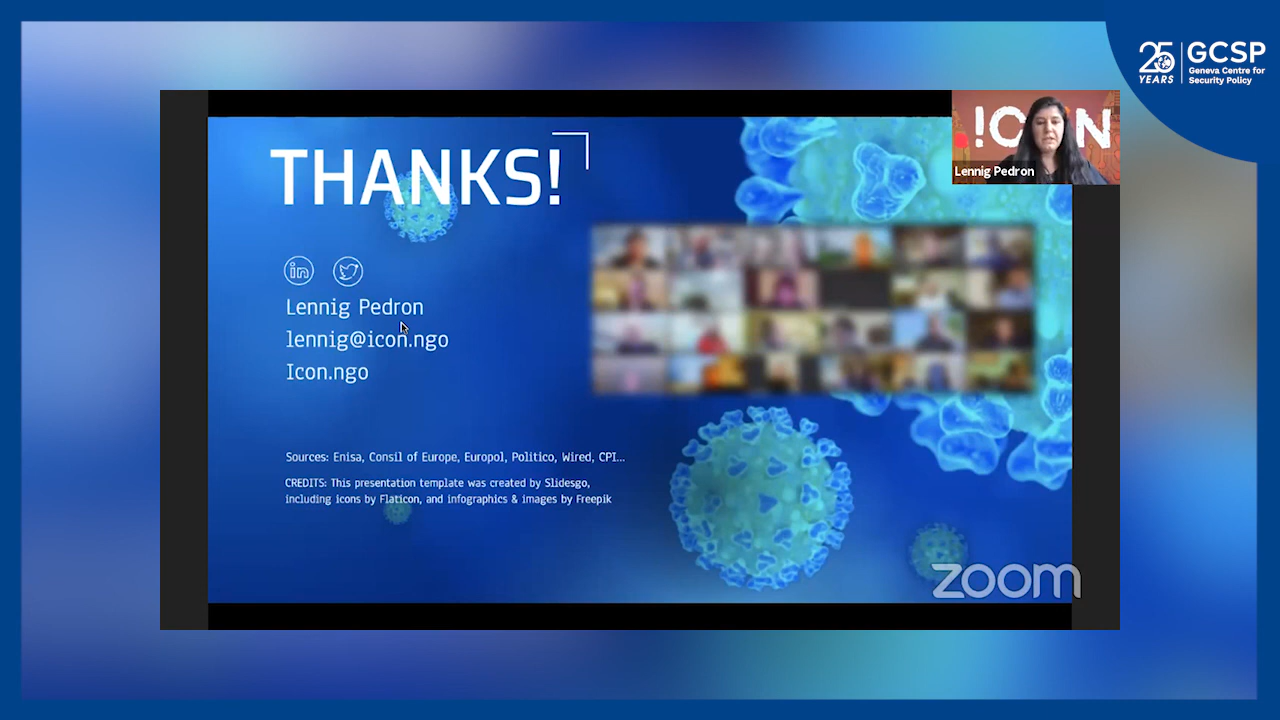 25
YEARS
GCSP
Geneva Centre for
Security Policy
!C N
Lennig Pedron
THANKS!
in
Lennig Pedron
lennig@icon.ngo
Icon.ngo
Sources: Enisa, Consil of Europe, Europol, Politico, Wired, CPI...
CREDITS: This presentation template was created by Slidesgo,
including icons by Flaticon, and infographics & images by Freepik
zoom